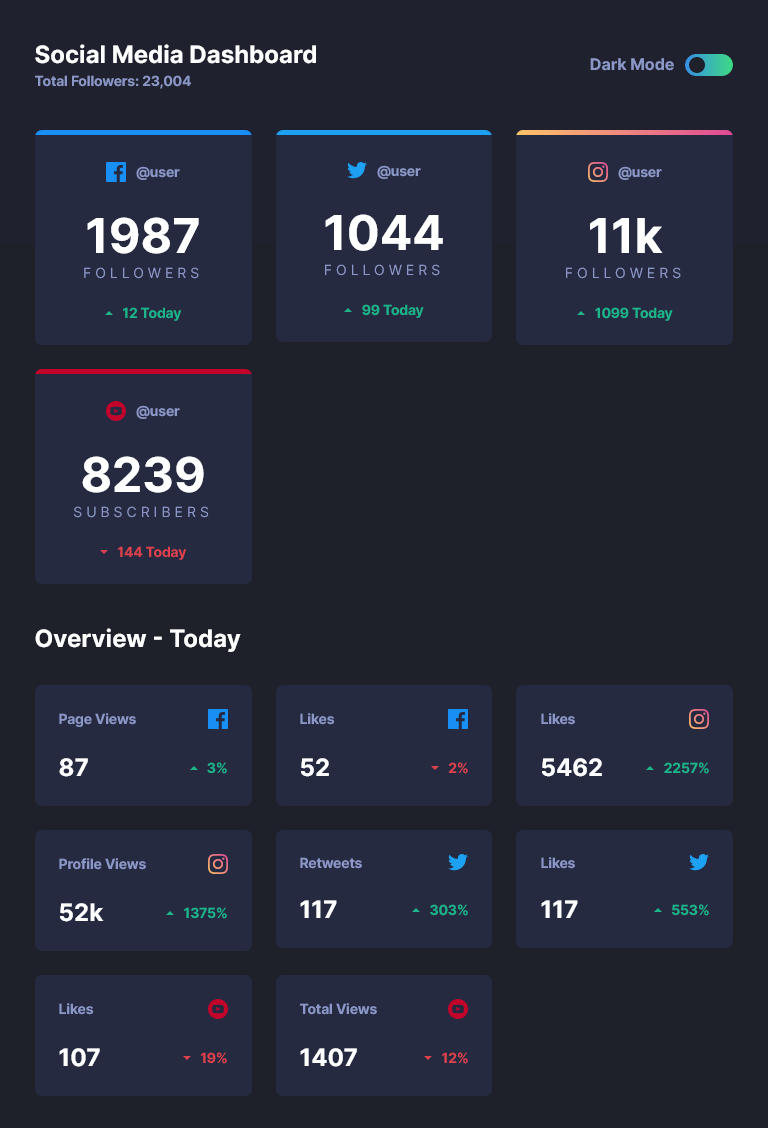 Social Media Dashboard
Total Followers: 23,004
Dark Mode
@user
1987
FOLLOWERS
12 Today
@user
1044
FOLLOWERS
99 Today
@user
11k
FOLLOWERS
1099 Today
@user
8239
SUBSCRIBERS
144 Today
Overview - Today
Page Views
87
3%
Likes
52
2%
Likes
5462
2257%
Profile Views
52k
1375%
Retweets
117
303%
Likes
117
553%
Likes
107
19%
Total Views
1407
12%